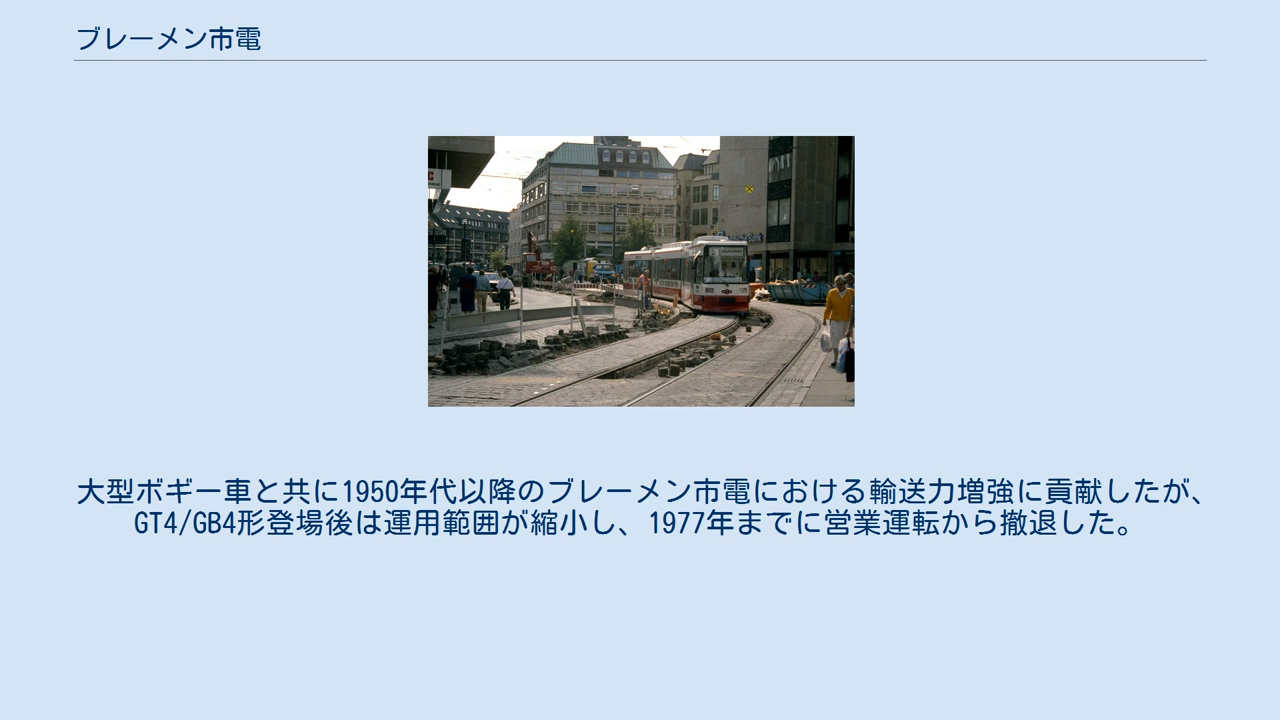 ブレーメン市電
大型ボギー車と共に1950年代以降のブレーメン市電における輸送力増強に貢献したが、
GT4/GB4形登場後は運用範囲が縮小し、1977年までに営業運転から撤退した。